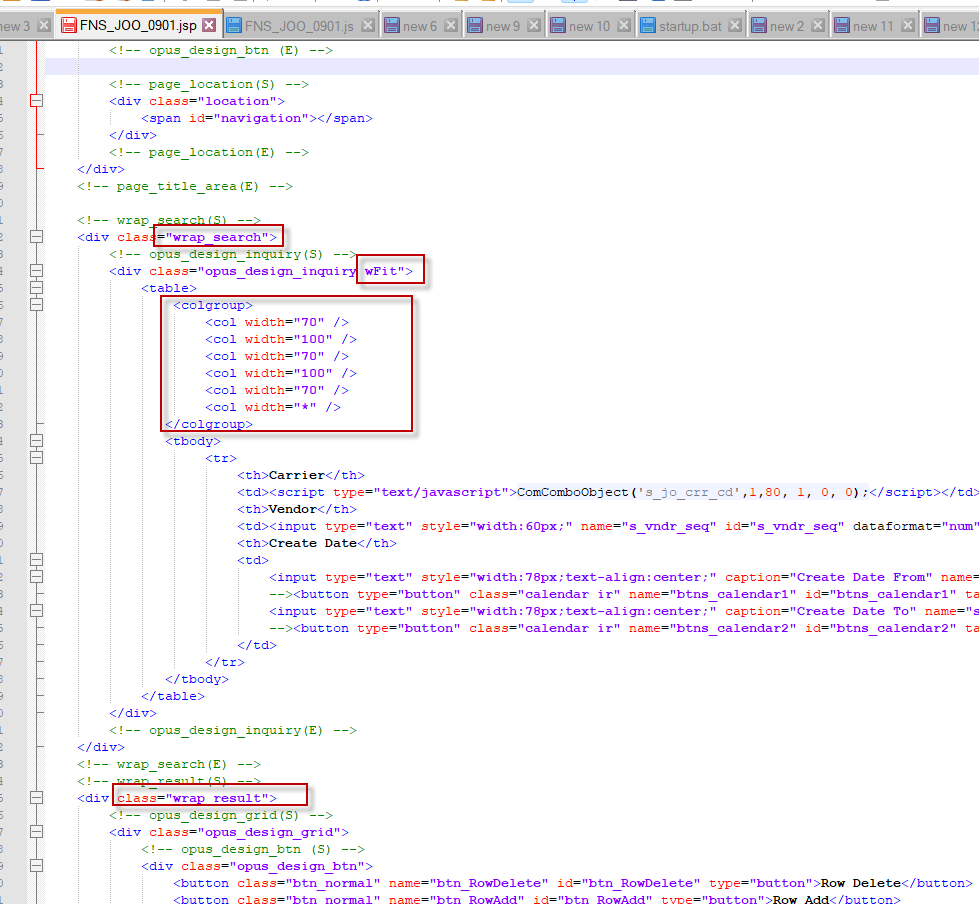 new 3 FNS_JOO_0901.jsp FNS_JOO_0901.js new 6 new 9 new 10 startup.bat new 2 new 11 new 1
<!-- opus_design_btn (E) -->
<!-- page_location(S) -->
<div class="location">
<span id="navigation"></span>
</div>
<!-- page_location(E) -->
</div>
<!-- page_title_area(E) -->
<!-- wrap_search(S) -->
<div class="wrap_search">
<!-- opus_design_inquiry(S) -->
<div class="opus_design_inquiry wFit">
<table>
<colgroup>
<col width="70" />
<col width="100" />
<col width="70" />
<col width="100" />
<col width="70" />
<col width="*" />
</colgroup>
<tbody>
<tr>
<th>Carrier</th>
<td><script type="text/javascript">ComComboObject('s_jo_crr_cd',1,80, 1, 0, 0);</script></td>
<th>Vendor</th>
<td><input type="text" style="width:60px;" name="s_vndr_seq" id="s_vndr_seq" dataformat="num"
<th>Create Date</th>
<td>
<input type="text" style="width:78px;text-align:center;" caption="Create Date From" name=
--><button type="button" class="calendar ir" name="btns_calendar1" id="btns_calendar1" ta
<input type="text" style="width:78px;text-align:center;" caption="Create Date To" name="s
--><button type="button" class="calendar ir" name="btns_calendar2" id="btns_calendar2" ta
</td>
</tr>
</tbody>
</table>
</div>
<!-- opus_design_inquiry(E) -->
</div>
<!-- wrap_search(E) -->
<!-- wrap_result(S) -->
<div class="wrap_result">
<!-- opus_design_grid(S) -->
<div class="opus_design_grid">
<!-- opus_design_btn (S) -->
<div class="opus_design_btn">
<button class="btn_normal" name="btn_RowDelete" id="btn_RowDelete" type="button">Row Delete</button>
<button class="btn_normal" name="btn_RowAdd" id="btn_RowAdd" type="button">Row Add</button>